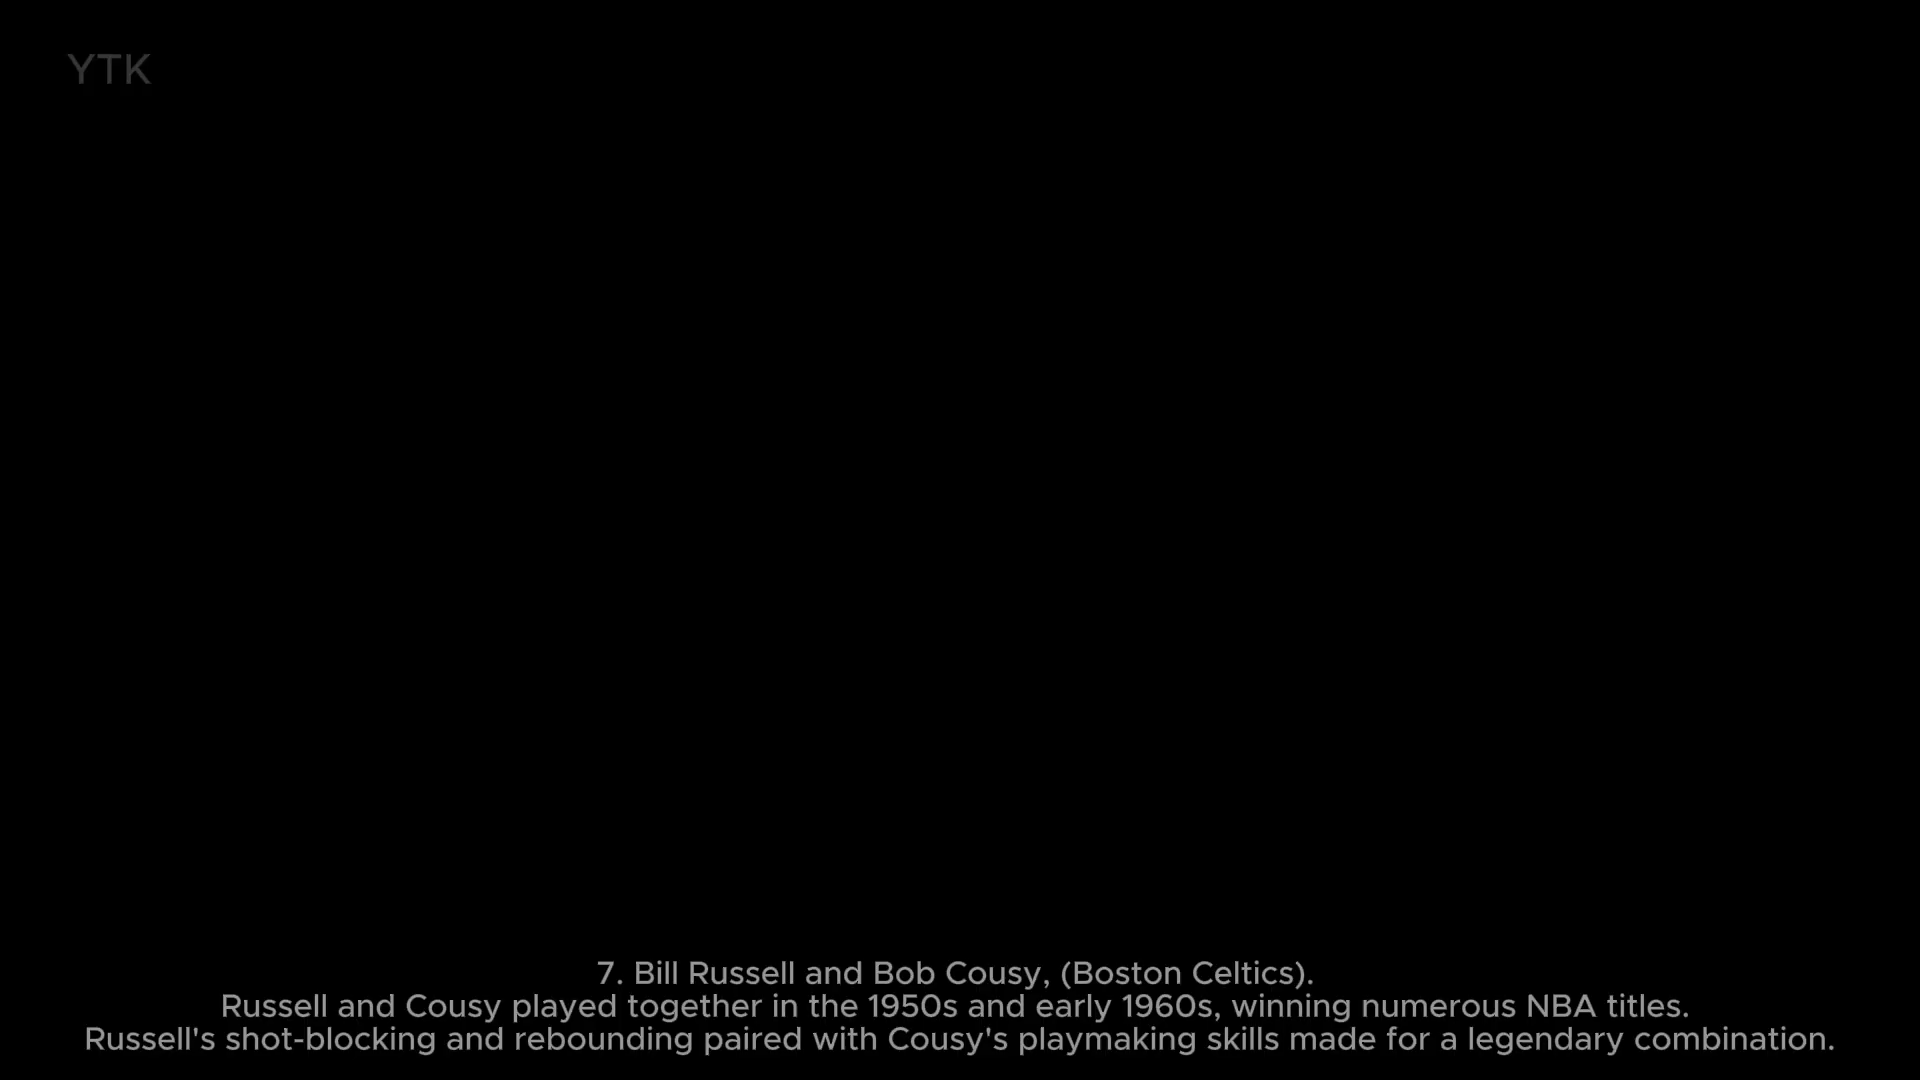 YTK
7. Bill Russell and Bob Cousy, (Boston Celtics).
Russell and Cousy played together in the 1950s and early 1960s, winning numerous NBA titles.
Russell's shot-blocking and rebounding paired with Cousy's playmaking skills made for a legendary combination.